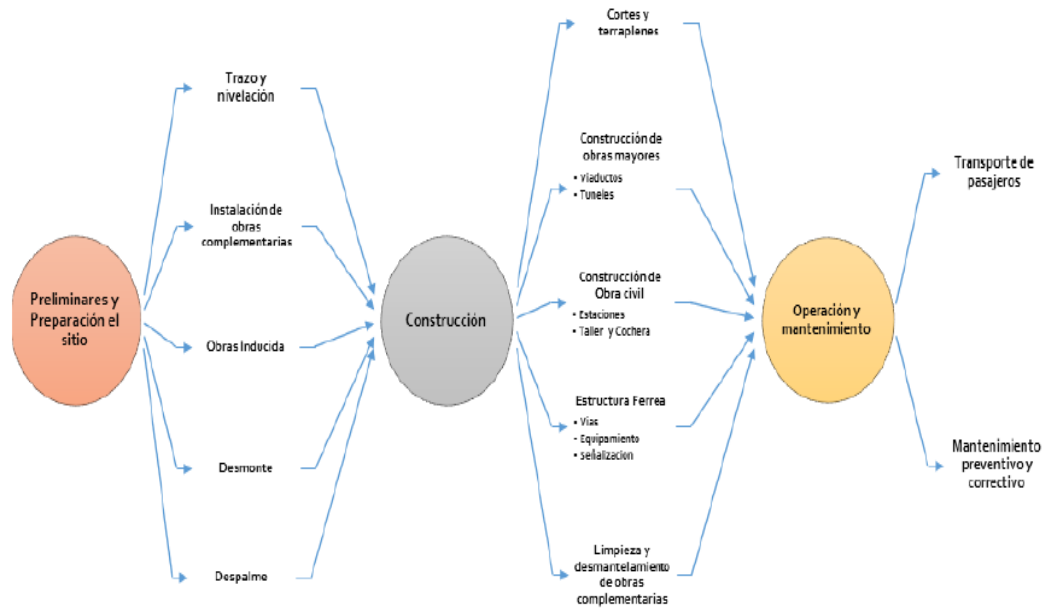 Preliminares y
Preparación el
sitio
Trazo y
nivelación
Instalación de
obras
complementarias
Obras Inducida
Desmonte
Despalme
Construcción
Cortes y
terraplenes
Construcción de
obras mayores
• Viaductos
• Tuneles
Construcción de
Obra civil
• Estaciones
• Taller y Cochera
Estructura Ferrea
• Vias
• Equipamiento
• Señalizacion
Limpieza y
desmantelamiento
de obras
complementarias
Operación y
mantenimiento
Transporte de
pasajeros
Mantenimiento
preventivo y
correctivo